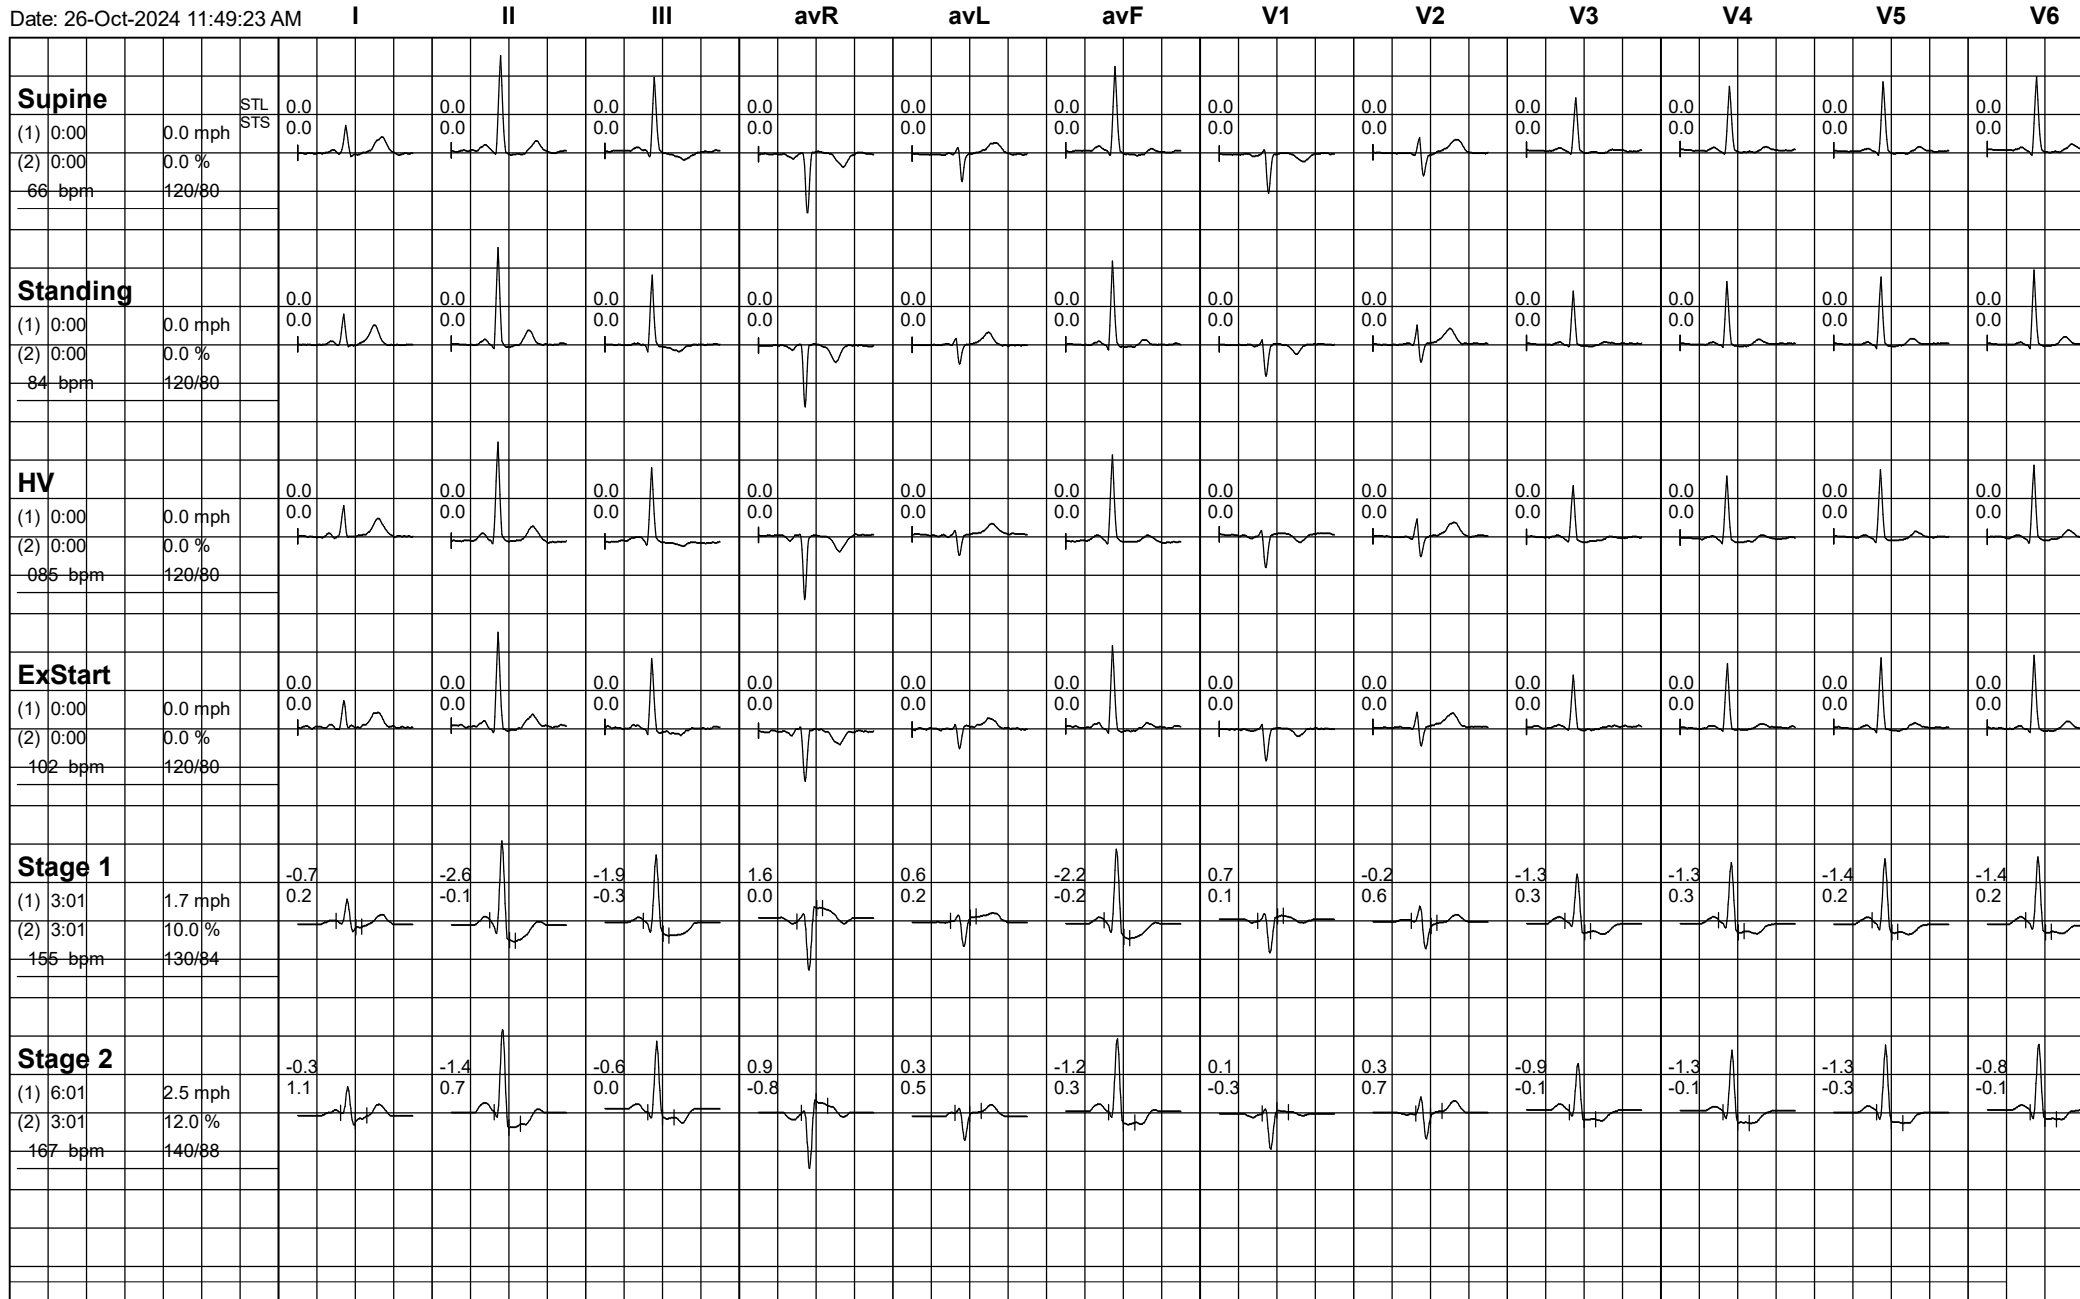 Date: 26-Oct-2024 11:49:23 AM I II III avR avL avF V1 V2 V3 V4 V5 V6
Supine
STL 0.0 0.0 0.0 0.0 0.0 0.0 0.0 0.0 0.0 0.0 0.0 0.0
STS 0.0 0.0 0.0 0.0 0.0 0.0 0.0 0.0 0.0 0.0 0.0 0.0
(1) 0:00 0.0 mph
(2) 0:00 0.0 %
66 bpm 120/80
Standing
0.0 0.0 0.0 0.0 0.0 0.0 0.0 0.0 0.0 0.0 0.0 0.0
0.0 0.0 0.0 0.0 0.0 0.0 0.0 0.0 0.0 0.0 0.0 0.0
(1) 0:00 0.0 mph
(2) 0:00 0.0 %
84 bpm 120/80
HV
0.0 0.0 0.0 0.0 0.0 0.0 0.0 0.0 0.0 0.0 0.0 0.0
0.0 0.0 0.0 0.0 0.0 0.0 0.0 0.0 0.0 0.0 0.0 0.0
(1) 0:00 0.0 mph
(2) 0:00 0.0 %
085 bpm 120/80
ExStart
0.0 0.0 0.0 0.0 0.0 0.0 0.0 0.0 0.0 0.0 0.0 0.0
0.0 0.0 0.0 0.0 0.0 0.0 0.0 0.0 0.0 0.0 0.0 0.0
(1) 0:00 0.0 mph
(2) 0:00 0.0 %
102 bpm 120/80
Stage 1
-0.7 -2.6 -1.9 1.6 0.6 -2.2 0.7 -0.2 -1.3 -1.3 -1.4 -1.4
0.2 -0.1 -0.3 0.0 0.2 -0.2 0.1 0.6 0.3 0.3 0.2 0.2
(1) 3:01 1.7 mph
(2) 3:01 10.0 %
155 bpm 130/84
Stage 2
-0.3 -1.4 -0.6 0.9 0.3 -1.2 0.1 0.3 -0.9 -1.3 -1.3 -0.8
1.1 0.7 0.0 -0.8 0.5 0.3 -0.3 0.7 -0.1 -0.1 -0.3 -0.1
(1) 6:01 2.5 mph
(2) 3:01 12.0 %
167 bpm 140/88